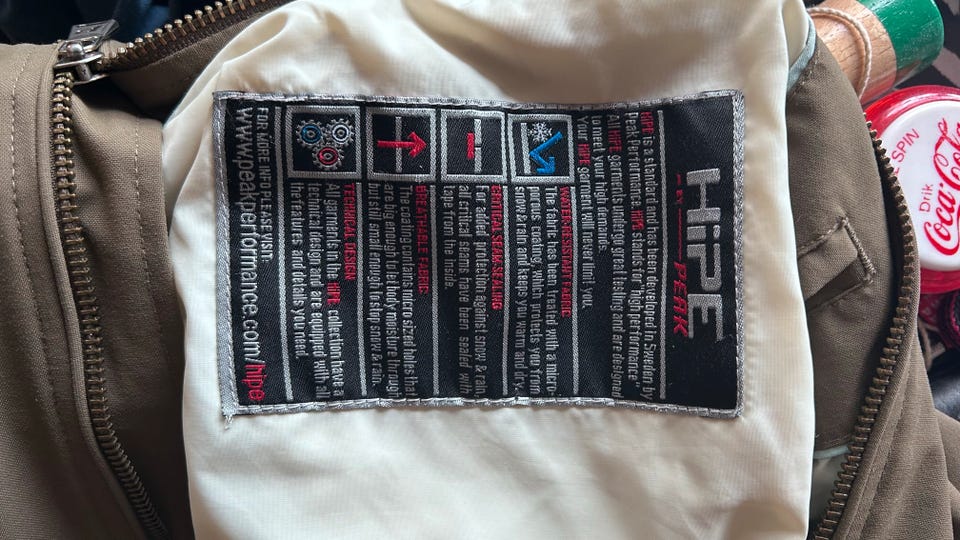 HiPE
BY PEAK
HIPE is a standward and has been developed in Sweden by
Peak Performance. HIPE stands for "high performance"
All HIPE garments undergo great testing and are designed
to meet your high demands.
Your HIPE garment will never limit you.
WATER-RESISTANT FABRIC
The fabric has been treated with a micro-
porous coating, which protects you from
snow & rain and keeps you warm and dry.
CRITICAL SEAM-SEALING
For added protection against snow & rain,
all critical seams have been sealed with
tape from the inside.
BREATHABLE FABRIC
The coating contains micro sized holes that
are big enough to let body moisture through
but still small enough to stop snow & rain.
TECHNICAL DESIGN
All garments in the HIPE collection have a
technical design and are equipped with all
the features and details you need.
FOR MORE INFO PLEASE VISIT:
www.peakperformance.com/hipe
SPIN
Drik
Coca-Cola